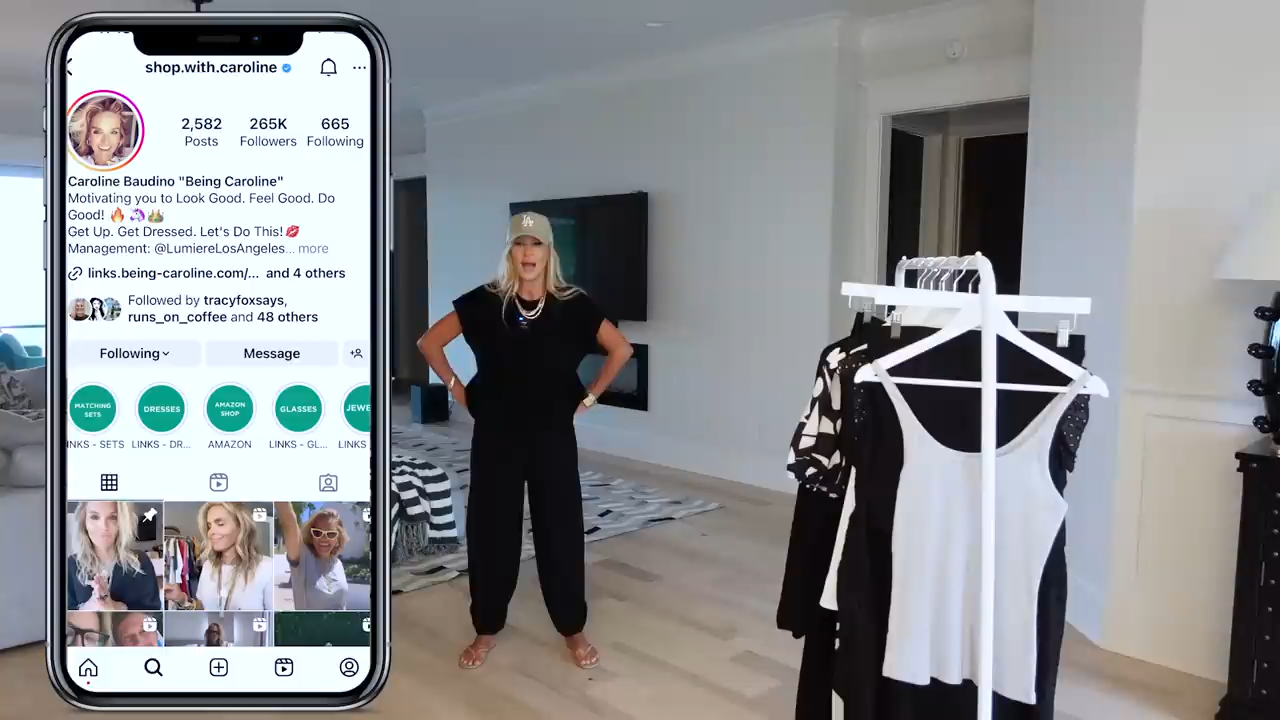 shop.with.caroline
2,582 265K 665
Posts Followers Following
Caroline Baudino "Being Caroline"
Motivating you to Look Good. Feel Good. Do
Good! 🔥 🦄 👑
Get Up. Get Dressed. Let's Do This! 💋
Management: @LumiereLosAngeles... more
links.being-caroline.com/... and 4 others
Followed by tracyfoxsays,
runs_on_coffee and 48 others
Following Message
MATCHING SETS
DRESSES
AMAZON SHOP
GLASSES
JEWE
INKS - SETS LINKS - DR... AMAZON LINKS - GL... LINKS
LA